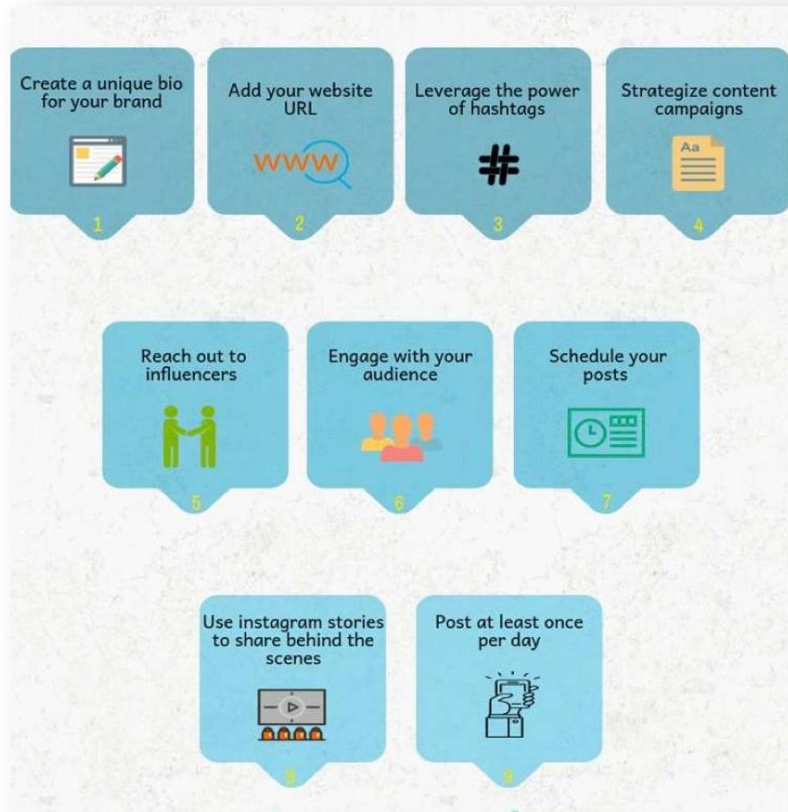 Create a unique bio
for your brand
1
Add your website
URL
www
2
Leverage the power
of hashtags
#
3
Strategize content
campaigns
Aa
4
Reach out to
influencers
5
Engage with your
audience
6
Schedule your
posts
7
Use instagram stories
to share behind the
scenes
8
Post at least once
per day
9